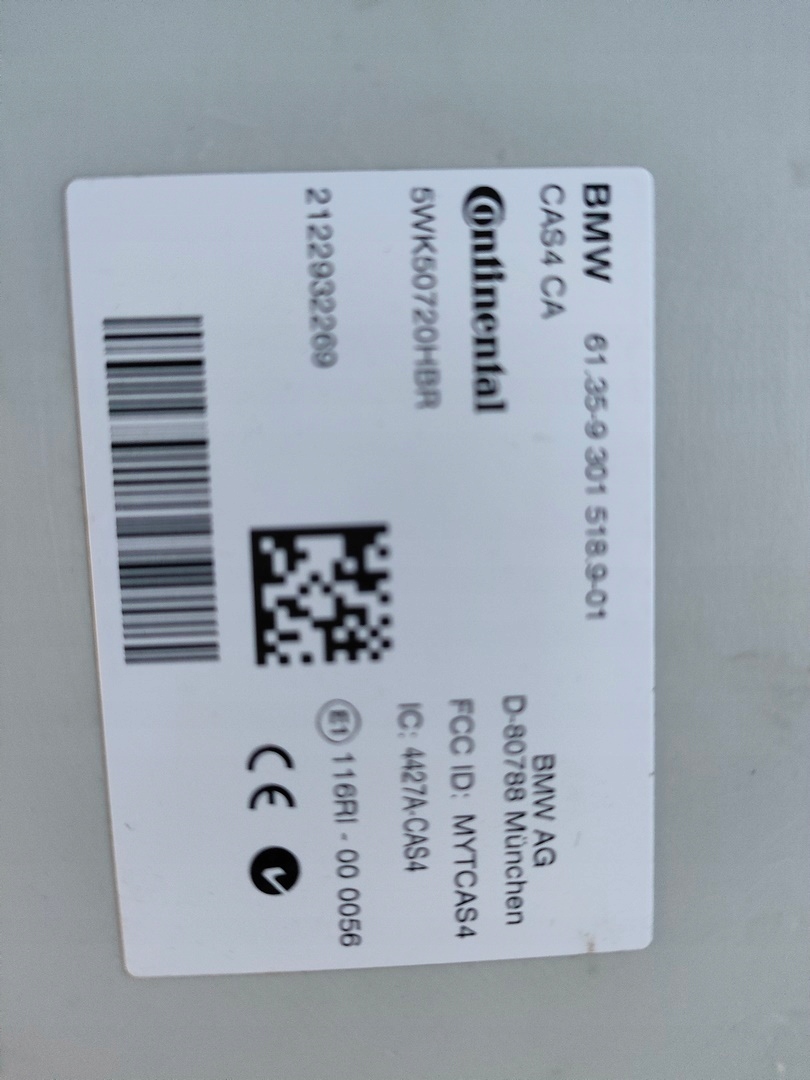 BMW 61.35-9 301 518.9-01
CAS4 CA
Continental
5WK50720HBR
2122932269
BMW AG
D-80788 München
FCC ID: MYTCAS4
IC: 4427A-CAS4
E1 116RI - 00 0056
CE